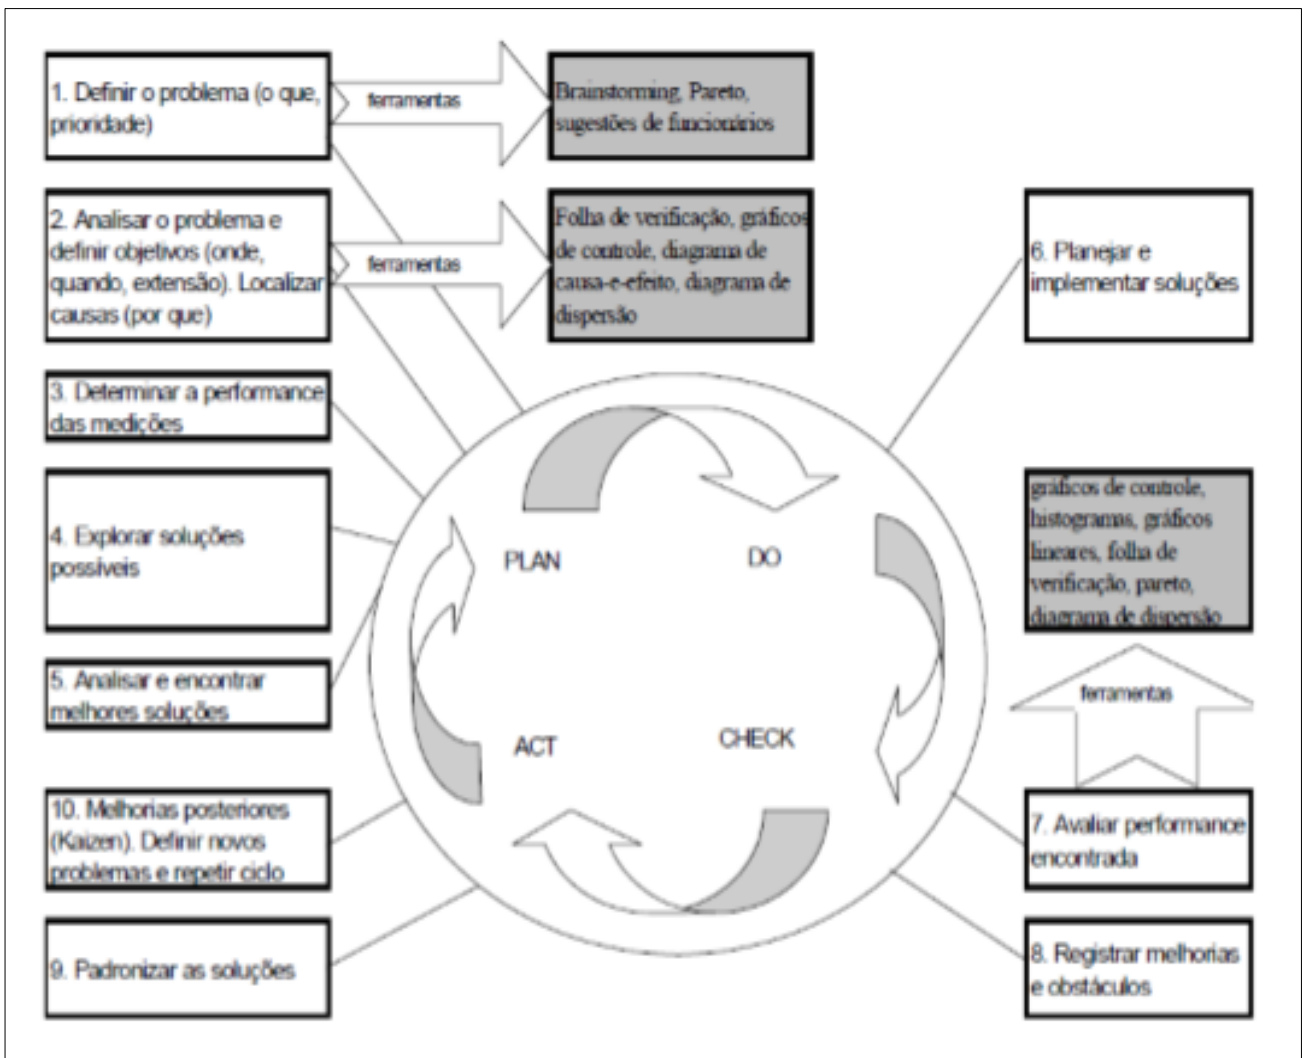 1. Definir o problema (o que,
prioridade)
ferramentas
Brainstorming, Pareto,
sugestões de funcionários
2. Analisar o problema e
definir objetivos (onde,
quando, extensão). Localizar
causas (por que)
ferramentas
Folha de verificação, gráficos
de controle, diagrama de
causa-e-efeito, diagrama de
dispersão
6. Planejar e
implementar soluções
3. Determinar a performance
das medições
4. Explorar soluções
possíveis
5. Analisar e encontrar
melhores soluções
PLAN
DO
ACT
CHECK
gráficos de controle,
histogramas, gráficos
lineares, folha de
verificação, pareto,
diagrama de dispersão
ferramentas
10. Melhorias posteriores
(Kaizen). Definir novos
problemas e repetir ciclo
7. Avaliar performance
encontrada
9. Padronizar as soluções
8. Registrar melhorias
e obstáculos